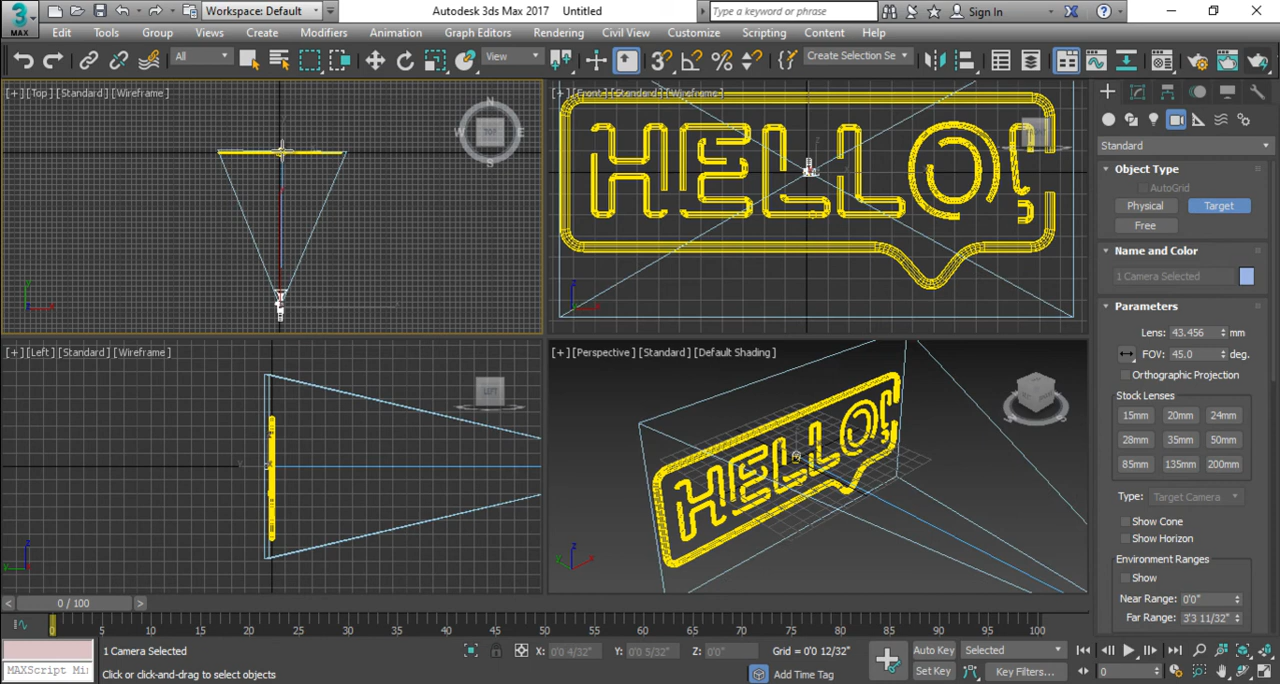 Workspace: Default
Autodesk 3ds Max 2017 Untitled
Type a keyword or phrase
Sign In
MAX
Edit Tools Group Views Create Modifiers Animation Graph Editors Rendering Civil View Customize Scripting Content Help
All
View
Create Selection Se
[+] [Top] [Standard] [Wireframe]
N
W TOP E
S
[+] [Front] [Standard] [Wireframe]
HELLO!
[+] [Left] [Standard] [Wireframe]
LEFT
[+] [Perspective] [Standard] [Default Shading]
HELLO!
Standard
Object Type
AutoGrid
Physical Target
Free
Name and Color
1 Camera Selected
Parameters
Lens: 43.456 mm
FOV: 45.0 deg.
Orthographic Projection
Stock Lenses
15mm 20mm 24mm
28mm 35mm 50mm
85mm 135mm 200mm
Type: Target Camera
Show Cone
Show Horizon
Environment Ranges
Show
Near Range: 0'0"
Far Range: 3'3 11/32"
< 0 / 100 >
0 5 10 15 20 25 30 35 40 45 50 55 60 65 70 75 80 85 90 95 100
1 Camera Selected
X: 0'0 4/32" Y: 0'0 5/32" Z: 0'0"
Grid = 0'0 12/32"
Auto Key Selected
MAXScript Mi
Click or click-and-drag to select objects
Add Time Tag
Set Key Key Filters...
0